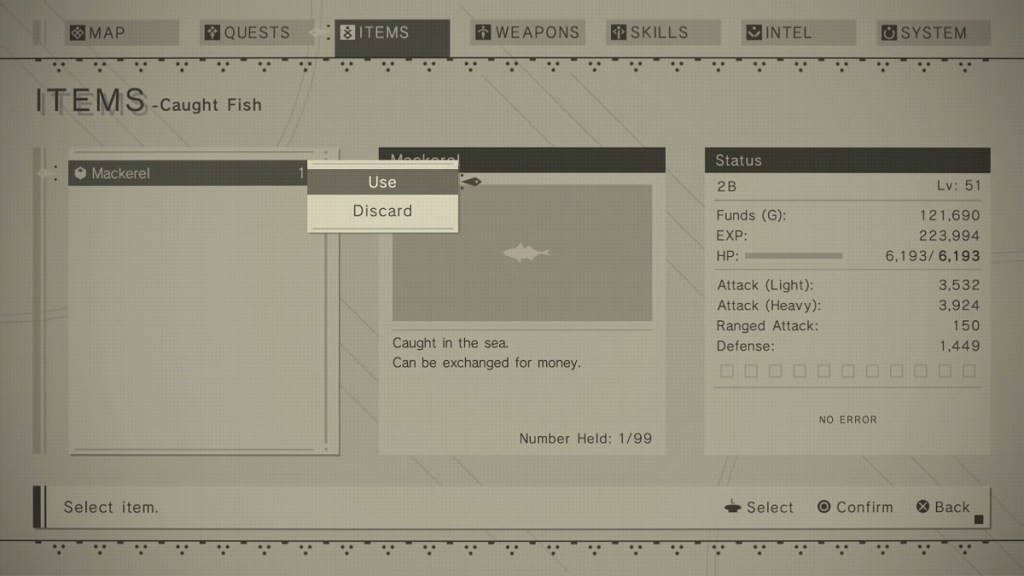 MAP
QUESTS
ITEMS
WEAPONS
SKILLS
INTEL
SYSTEM
ITEMS -Caught Fish
Mackerel 1
Use
Discard
Mackerel
Caught in the sea.
Can be exchanged for money.
Number Held: 1/99
Status
2B Lv: 51
Funds (G): 121,690
EXP: 223,994
HP: 6,193/ 6,193
Attack (Light): 3,532
Attack (Heavy): 3,924
Ranged Attack: 150
Defense: 1,449
NO ERROR
Select item.
Select Confirm Back